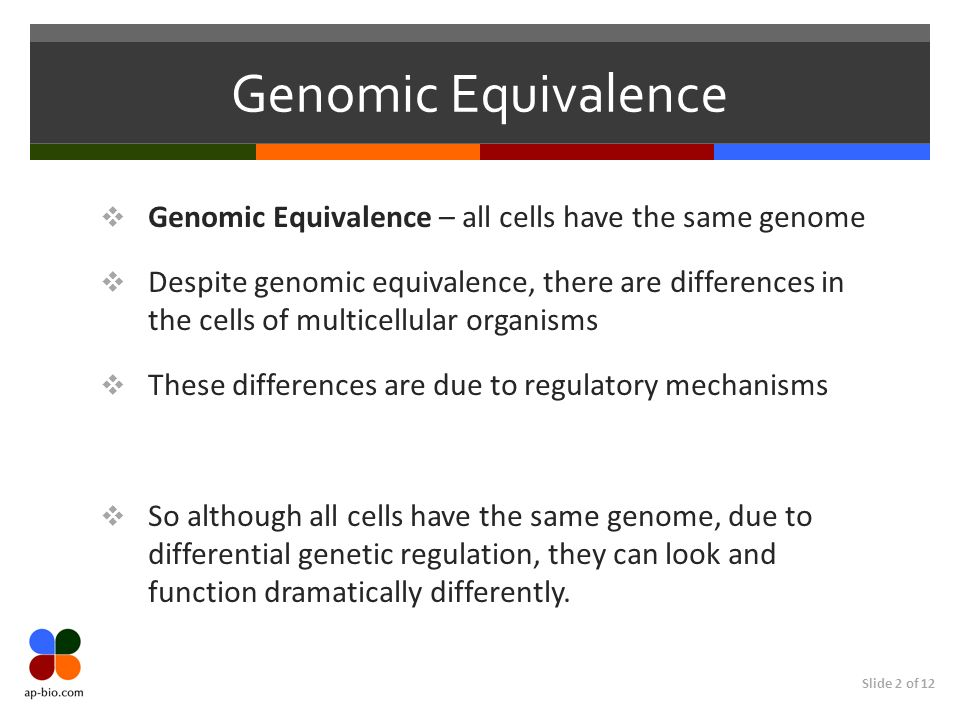 Genomic Equivalence
❖ Genomic Equivalence – all cells have the same genome
❖ Despite genomic equivalence, there are differences in
the cells of multicellular organisms
❖ These differences are due to regulatory mechanisms
❖ So although all cells have the same genome, due to
differential genetic regulation, they can look and
function dramatically differently.
ap-bio.com
Slide 2 of 12